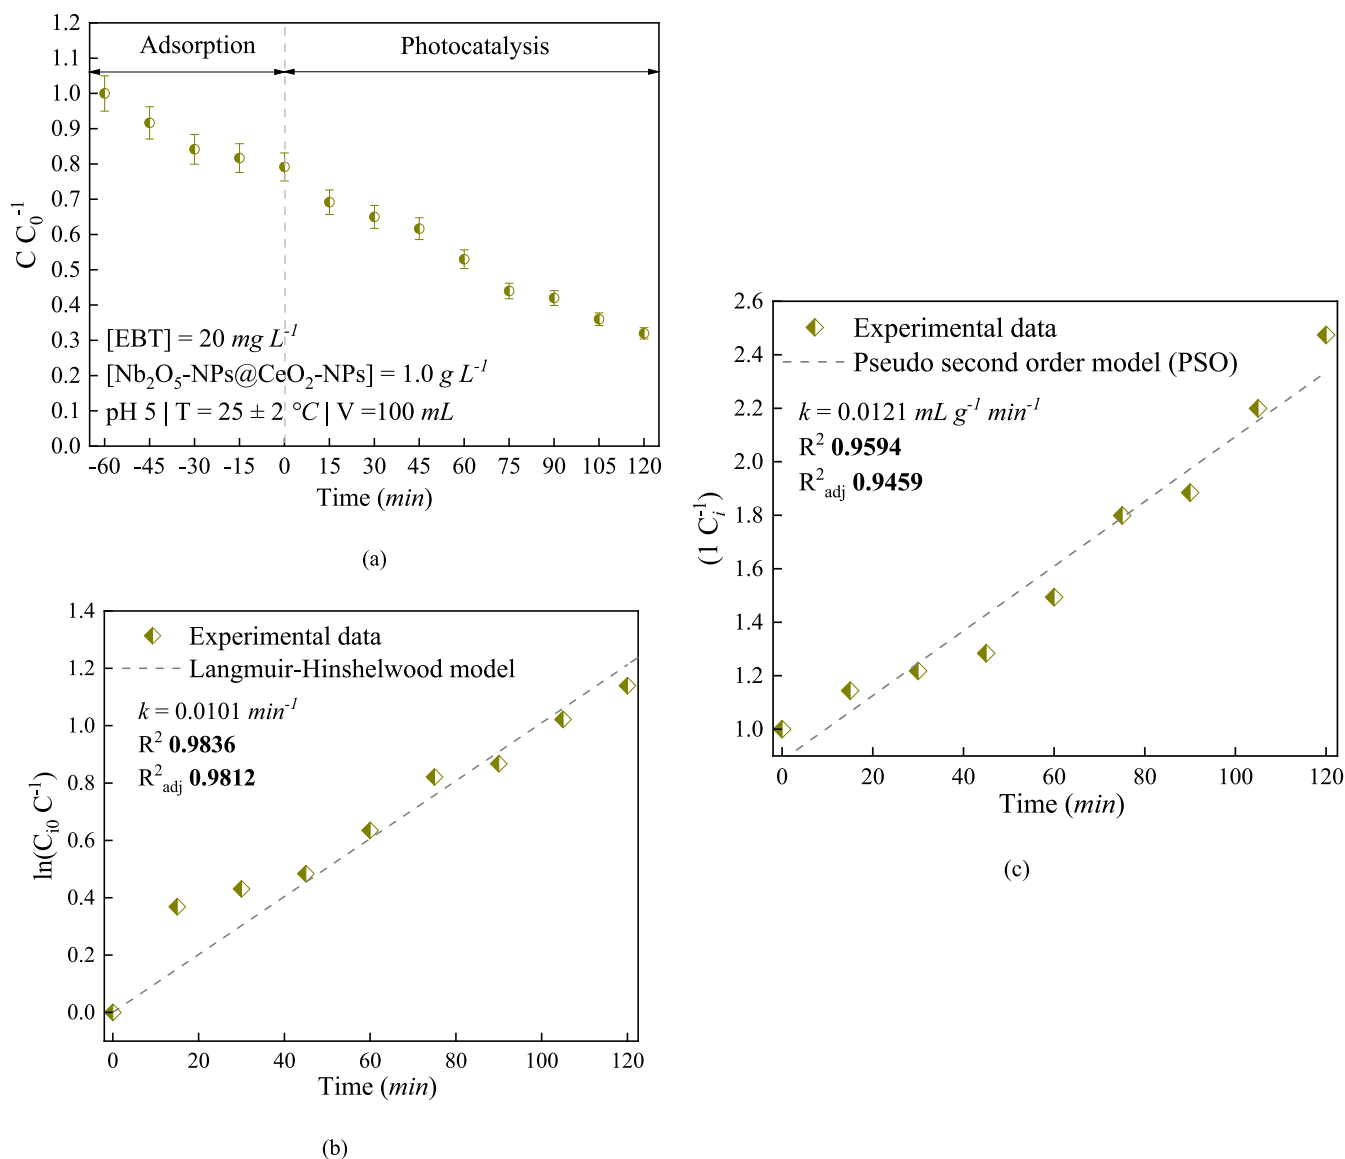 Adsorption
Photocatalysis
1.2
1.1
1.0
0.9
0.8
0.7
0.6
0.5
0.4
0.3
0.2
0.1
0.0
C C₀⁻¹
[EBT] = 20 mg L⁻¹
[Nb₂O₅-NPs@CeO₂-NPs] = 1.0 g L⁻¹
pH 5 | T = 25 ± 2 °C | V =100 mL
-60 -45 -30 -15 0 15 30 45 60 75 90 105 120
Time (min)
(a)
1.4
1.2
1.0
0.8
0.6
0.4
0.2
0.0
ln(Cᵢ₀ C⁻¹)
Experimental data
Langmuir-Hinshelwood model
k = 0.0101 min⁻¹
R² 0.9836
R²adj 0.9812
0 20 40 60 80 100 120
Time (min)
(b)
2.6
2.4
2.2
2.0
1.8
1.6
1.4
1.2
1.0
(1 Cᵢ⁻¹)
Experimental data
Pseudo second order model (PSO)
k = 0.0121 mL g⁻¹ min⁻¹
R² 0.9594
R²adj 0.9459
0 20 40 60 80 100 120
Time (min)
(c)